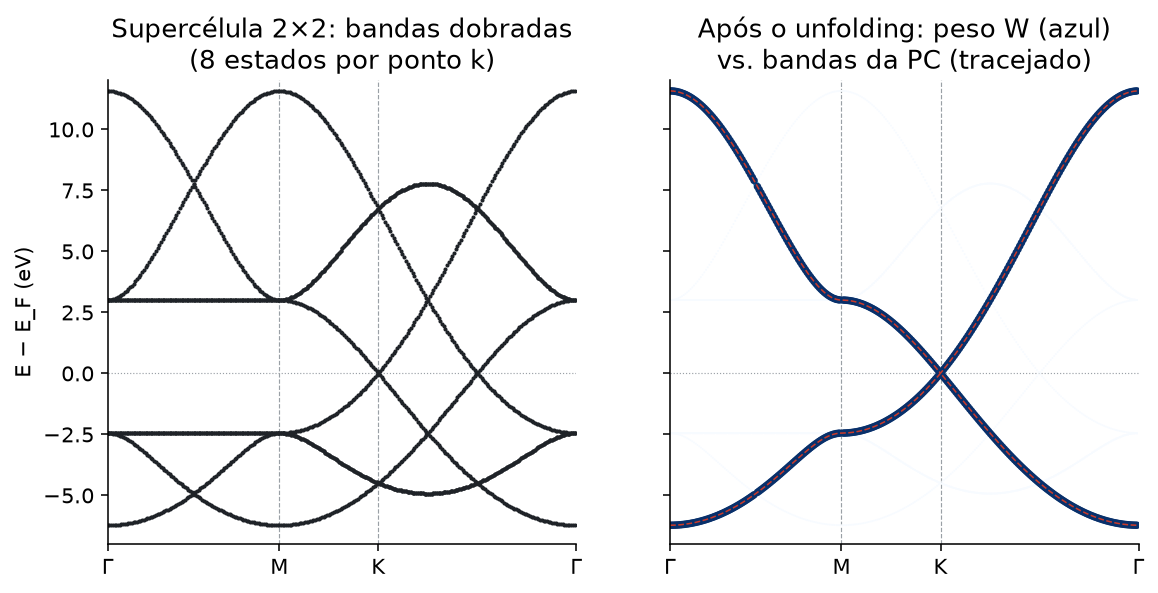 Supercélula 2×2: bandas dobradas
(8 estados por ponto k)
E − E_F (eV)
10.0
7.5
5.0
2.5
0.0
−2.5
−5.0
Γ M K Γ
Após o unfolding: peso W (azul)
vs. bandas da PC (tracejado)
Γ M K Γ